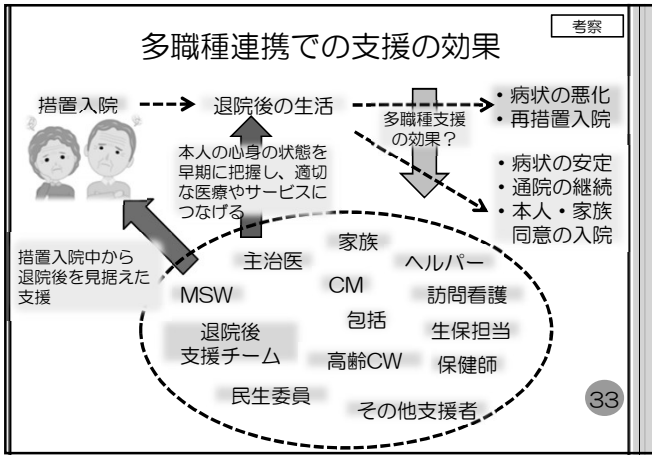 考察
多職種連携での支援の効果
措置入院
退院後の生活
多職種支援
の効果？
・病状の悪化
・再措置入院
・病状の安定
・通院の継続
・本人・家族
同意の入院
本人の心身の状態を
早期に把握し、適切
な医療やサービスに
つなげる
措置入院中から
退院後を見据えた
支援
家族
主治医
ヘルパー
MSW
CM
訪問看護
包括
生保担当
退院後
支援チーム
高齢CW
保健師
民生委員
その他支援者
33